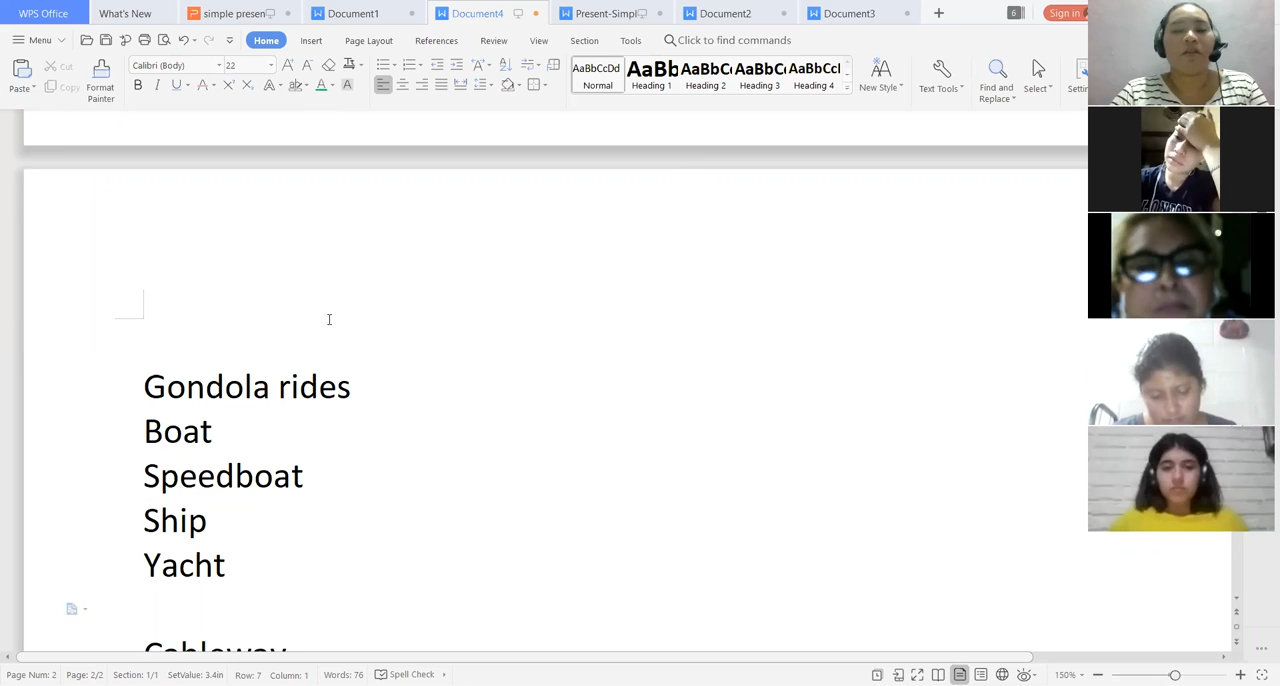 WPS Office What's New simple presen Document1 Document4 Present-Simpl Document2 Document3 + 6 Sign in
Menu Home Insert Page Layout References Review View Section Tools Click to find commands
Paste Cut Copy Format Painter Calibri (Body) 22 B I U A A A A AaBbCcDd Normal AaBb Heading 1 AaBbC Heading 2 AaBbC Heading 3 AaBbCcI Heading 4 New Style Text Tools Find and Replace Select
Gondola rides
Boat
Speedboat
Ship
Yacht
Cableway
Page Num: 2 Page: 2/2 Section: 1/1 SetValue: 3.4in Row: 7 Column: 1 Words: 76 Spell Check 150%